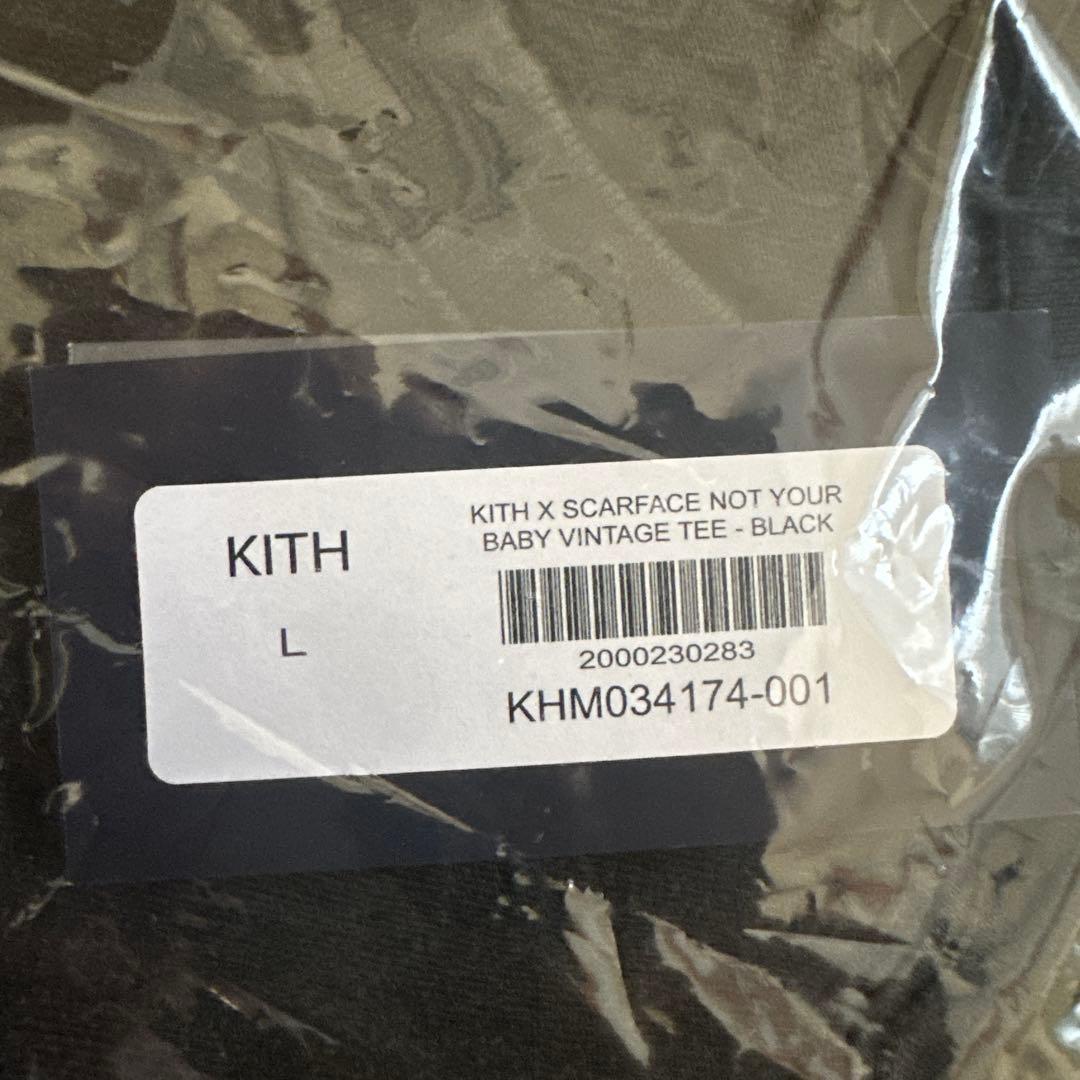 KITH
L
KITH X SCARFACE NOT YOUR
BABY VINTAGE TEE - BLACK
2000230283
KHM034174-001